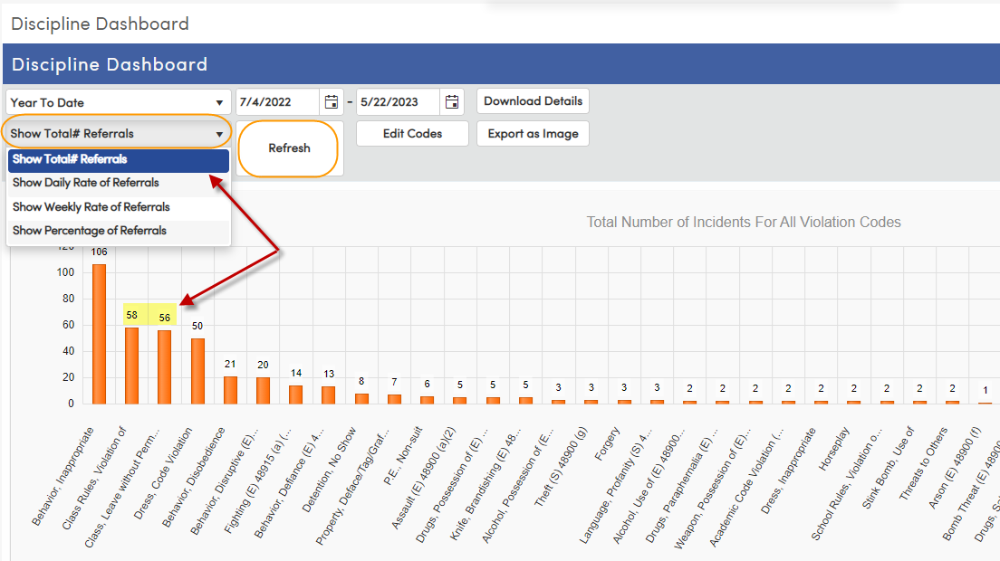 Discipline Dashboard
Discipline Dashboard
Year To Date
7/4/2022
-
5/22/2023
Download Details
Show Total# Referrals
Refresh
Edit Codes
Export as Image
Show Total# Referrals
Show Daily Rate of Referrals
Show Weekly Rate of Referrals
Show Percentage of Referrals
Total Number of Incidents For All Violation Codes
120
100
80
60
40
20
0
106
58
56
50
21
20
14
13
8
7
6
5
5
5
3
3
3
3
2
2
2
2
2
2
2
2
2
1
Behavior, Inappropriate
Class Rules, Violation of
Class, Leave without Perm...
Dress, Code Violation
Behavior, Disobedience
Behavior, Disruptive (E)...
Fighting (E) 48915 (a) (...
Behavior, Defiance (E) 4...
Detention, No Show
Property, Deface/Tag/Graf...
P.E., Non-suit
Assault (E) 48900 (a)(2)
Drugs, Possession of (E) ...
Knife, Brandishing (E) 48...
Alcohol, Possession of (E...
Theft (S) 48900 (g)
Forgery
Language, Profanity (S) 4...
Alcohol, Use of (E) 48900...
Drugs, Paraphernalia (E) ...
Weapon, Possession of (E)...
Academic Code Violation (...
Dress, Inappropriate
Horseplay
School Rules, Violation o...
Stink Bomb, Use of
Threats to Others
Arson (E) 48900 (f)
Bomb Threat (E) 48900
Drugs,